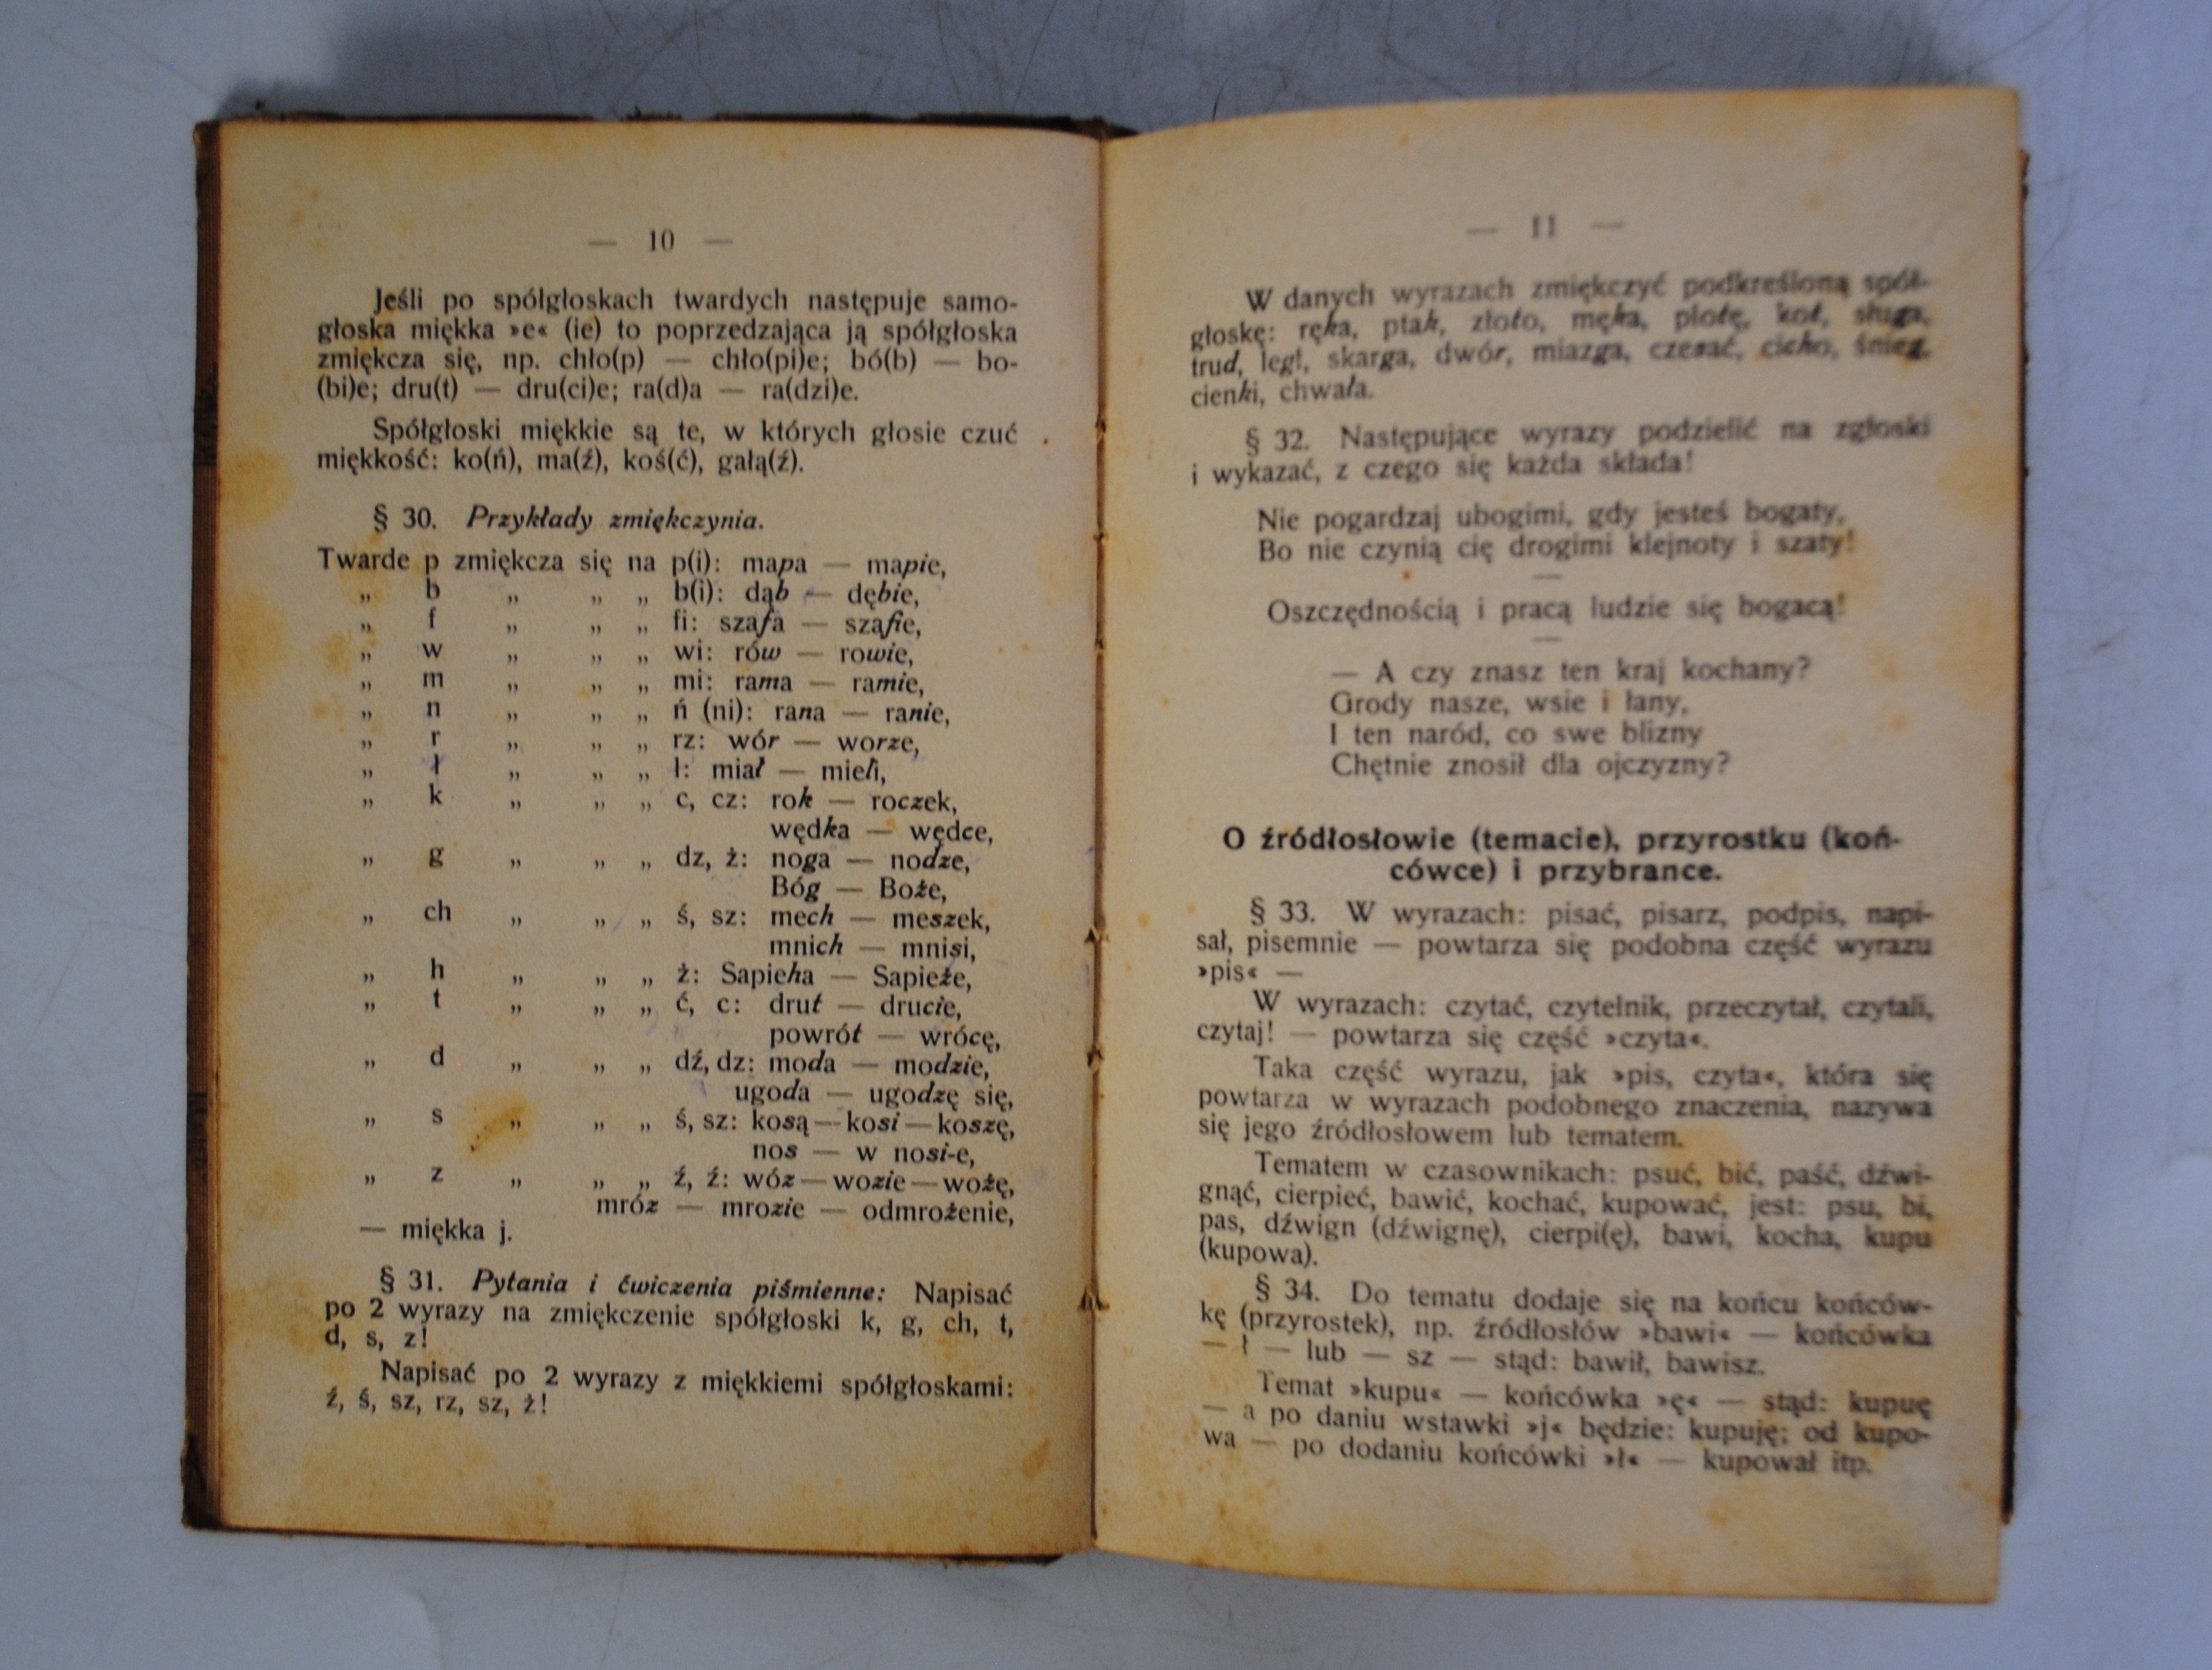 — 10 —
Jeśli po spółgłoskach twardych następuje samo-
głoska miękka »e« (ie) to poprzedzająca ją spółgłoska
zmiękcza się, np. chło(p) — chło(pi)e; bó(b) — bo-
(bi)e; dru(t) — dru(ci)e; ra(d)a — ra(dzi)e.
Spółgłoski miękkie są te, w których głosie czuć
miękkość: ko(ń), ma(ź), koś(ć), gałą(ź).
§ 30. Przykłady zmiękczynia.
Twarde p zmiękcza się na p(i): mapa — mapie,
„ b „ „ „ b(i): dąb — dębie,
„ f „ „ „ fi: szafa — szafie,
„ w „ „ „ wi: rów — rowie,
„ m „ „ „ mi: rama — ramie,
„ n „ „ „ ń (ni): rana — ranie,
„ r „ „ „ rz: wór — worze,
„ ł „ „ „ l: miał — mieli,
„ k „ „ „ c, cz: rok — roczek,
wędka — wędce,
„ g „ „ „ dz, ż: noga — nodze,
Bóg — Boże,
„ ch „ „ „ ś, sz: mech — meszek,
mnich — mnisi,
„ h „ „ „ ż: Sapieha — Sapieże,
„ t „ „ „ ć, c: drut — drucie,
powrót — wrócę,
„ d „ „ „ dź, dz: moda — modzie,
ugoda — ugodzę się,
„ s „ „ „ ś, sz: kosą — kosi — koszę,
nos — w nosi-e,
„ z „ „ „ ź, ż: wóz — wozie — wożę,
mróz — mrozie — odmrożenie,
— miękka j.
§ 31. Pytania i ćwiczenia piśmienne: Napisać
po 2 wyrazy na zmiękczenie spółgłoski k, g, ch, t,
d, s, z!
Napisać po 2 wyrazy z miękkiemi spółgłoskami:
ź, ś, sz, rz, sz, ż!
— 11 —
W danych wyrazach zmiękczyć podkreśloną spół-
głoskę: ręka, ptak, złoto, męka, plotę, kot, sługa,
trud, legł, skarga, dwór, miazga, czesać, cicho, śnieg,
cienki, chwała.
§ 32. Następujące wyrazy podzielić na zgłoski
i wykazać, z czego się każda składa!
Nie pogardzaj ubogimi, gdy jesteś bogaty,
Bo nie czynią cię drogimi klejnoty i szaty!
—
Oszczędnością i pracą ludzie się bogacą!
—
— A czy znasz ten kraj kochany?
Grody nasze, wsie i łany,
I ten naród, co swe blizny
Chętnie znosił dla ojczyzny?
O źródłosłowie (temacie), przyrostku (koń-
cówce) i przybrance.
§ 33. W wyrazach: pisać, pisarz, podpis, napi-
sał, pisemnie — powtarza się podobna część wyrazu
»pis« —
W wyrazach: czytać, czytelnik, przeczytał, czytali,
czytaj! — powtarza się część »czyta«.
Taka część wyrazu, jak »pis, czyta«, która się
powtarza w wyrazach podobnego znaczenia, nazywa
się jego źródłosłowem lub tematem.
Tematem w czasownikach: psuć, bić, paść, dźwi-
gnąć, cierpieć, bawić, kochać, kupować, jest: psu, bi,
pas, dźwign (dźwignę), cierpi(ę), bawi, kocha, kupu
(kupowa).
§ 34. Do tematu dodaje się na końcu końców-
kę (przyrostek), np. źródłosłów »bawi« — końcówka
— ł — lub — sz — stąd: bawił, bawisz.
Temat »kupu« — końcówka »ę« — stąd: kupuę
— a po daniu wstawki »j« będzie: kupuję; od kupo-
wa — po dodaniu końcówki »ł« — kupował itp.